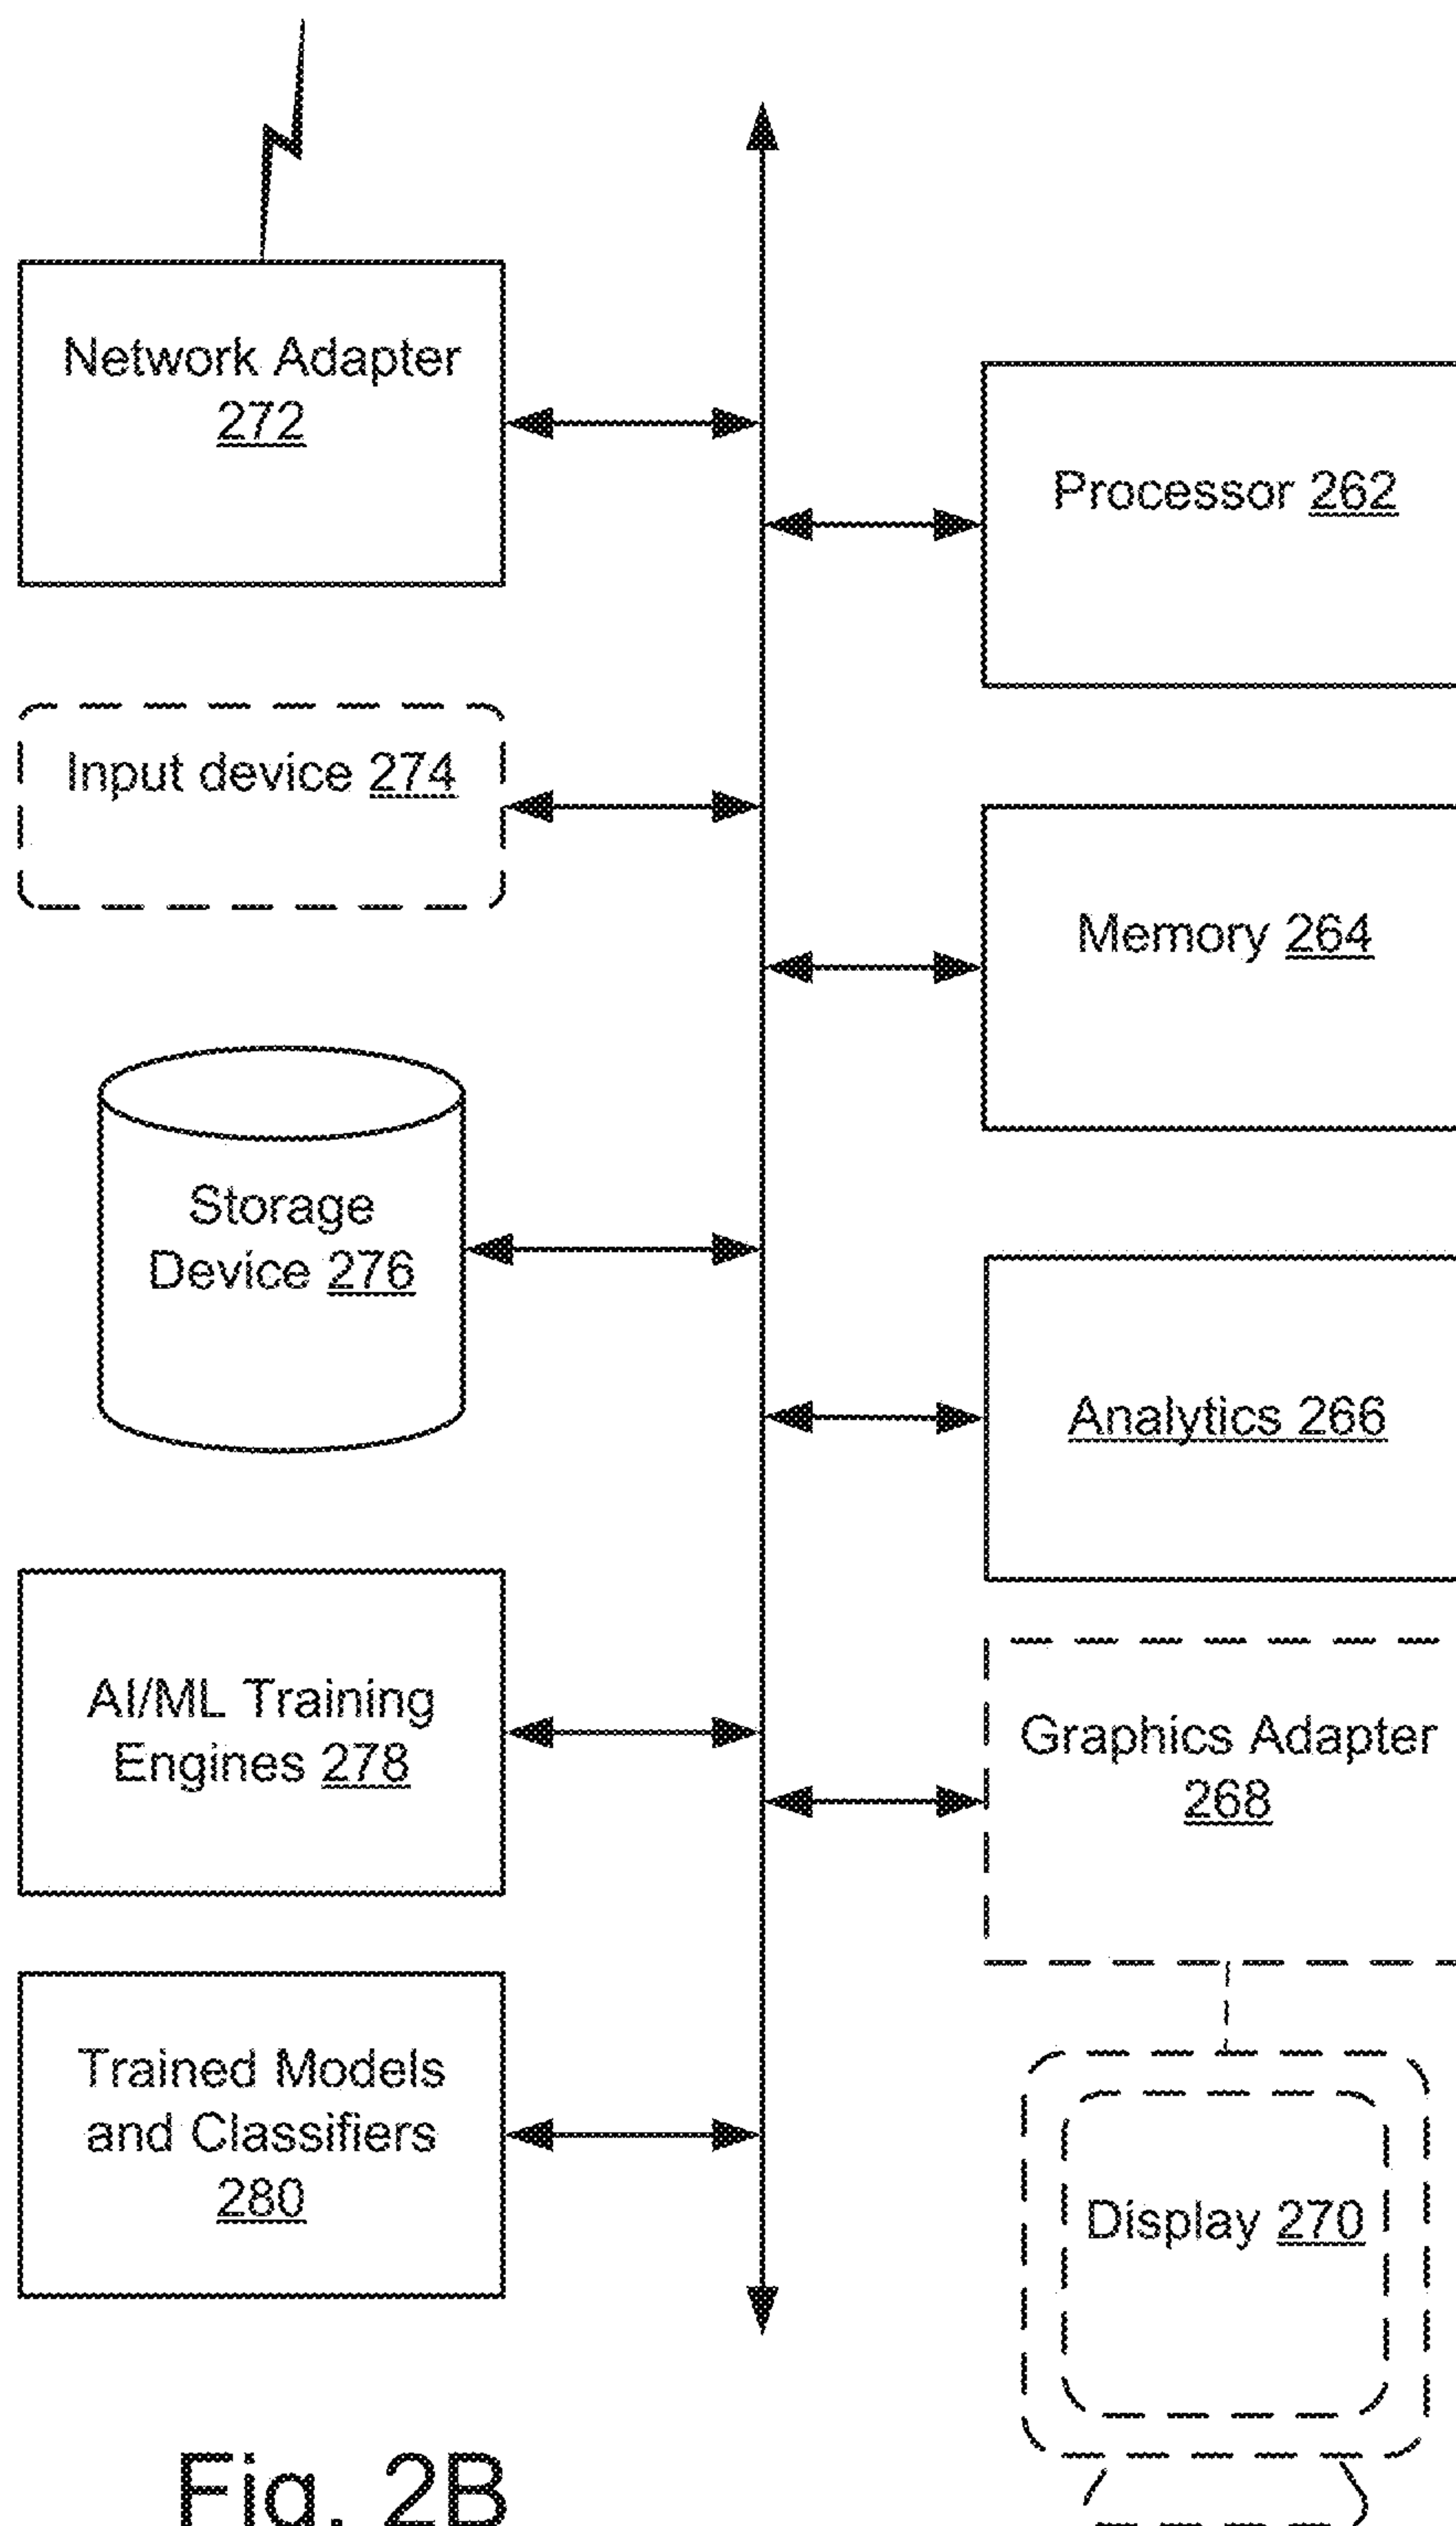 Network Adapter
272
Processor 262
Input device 274
Memory 264
Storage
Device 276
Analytics 266
AI/ML Training
Engines 278
Graphics Adapter
268
Trained Models
and Classifiers
280
Display 270
Fig. 2B